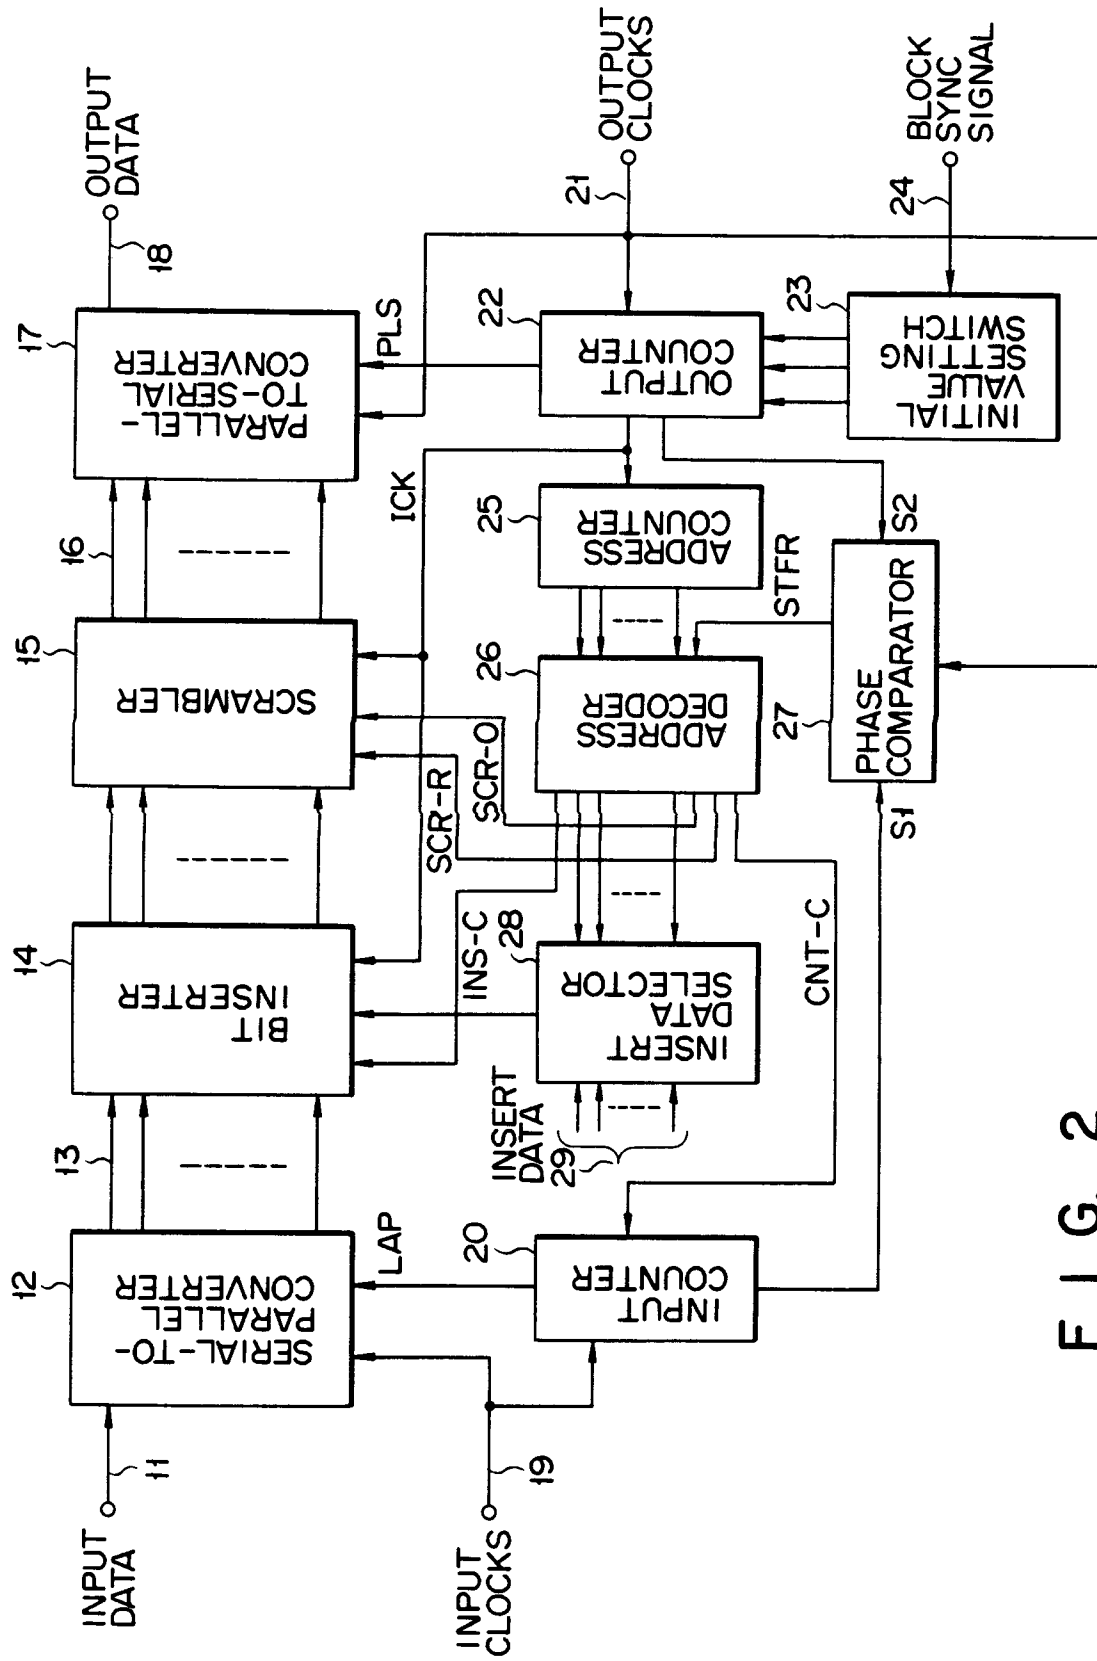 INPUT
DATA
11
12
SERIAL-TO-
PARALLEL
CONVERTER
13
14
BIT
INSERTER
15
SCRAMBLER
16
17
PARALLEL-
TO-SERIAL
CONVERTER
18
OUTPUT
DATA
LAP
INS-C
SCR-R
SCR-O
ICK
PLS
INPUT
CLOCKS
19
20
INPUT
COUNTER
INSERT
DATA
29
28
INSERT
DATA
SELECTOR
26
ADDRESS
DECODER
25
ADDRESS
COUNTER
22
OUTPUT
COUNTER
21
OUTPUT
CLOCKS
CNT-C
STFR
S1
27
PHASE
COMPARATOR
S2
23
INITIAL
VALUE
SETTING
SWITCH
24
BLOCK
SYNC
SIGNAL
FIG. 2